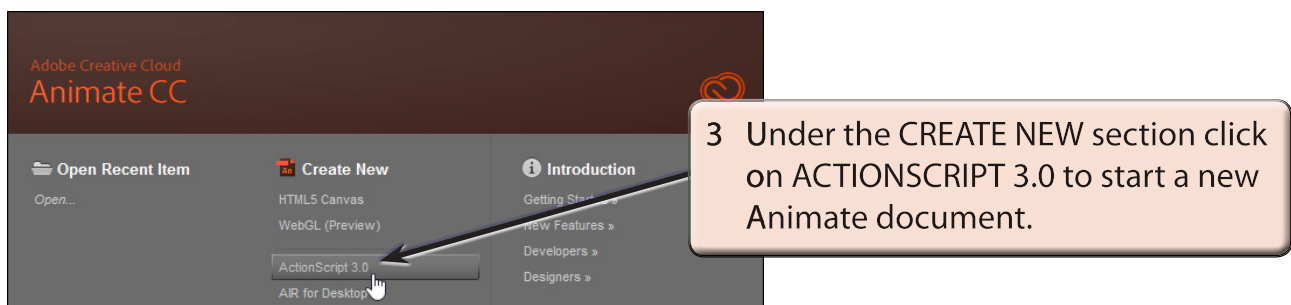 Adobe Creative Cloud
Animate CC
Open Recent Item
Open...
Create New
HTML5 Canvas
WebGL (Preview)
ActionScript 3.0
AIR for Desktop
Introduction
Getting Started »
New Features »
Developers »
Designers »
3 Under the CREATE NEW section click
on ACTIONSCRIPT 3.0 to start a new
Animate document.